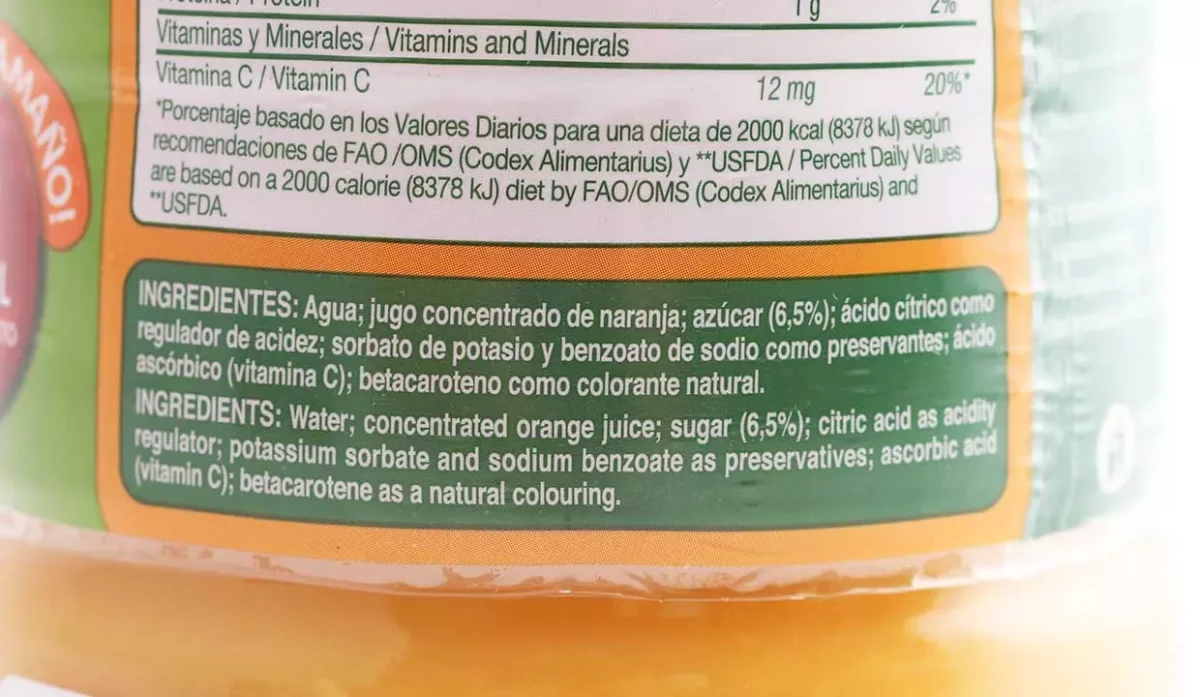 Proteína / Protein 1 g 2%
Vitaminas y Minerales / Vitamins and Minerals
Vitamina C / Vitamin C 12 mg 20%*
*Porcentaje basado en los Valores Diarios para una dieta de 2000 kcal (8378 kJ) según
recomendaciones de FAO /OMS (Codex Alimentarius) y **USFDA / Percent Daily Values
are based on a 2000 calorie (8378 kJ) diet by FAO/OMS (Codex Alimentarius) and
**USFDA.
INGREDIENTES: Agua; jugo concentrado de naranja; azúcar (6,5%); ácido cítrico como
regulador de acidez; sorbato de potasio y benzoato de sodio como preservantes; ácido
ascórbico (vitamina C); betacaroteno como colorante natural.
INGREDIENTS: Water; concentrated orange juice; sugar (6,5%); citric acid as acidity
regulator; potassium sorbate and sodium benzoate as preservatives; ascorbic acid
(vitamin C); betacarotene as a natural colouring.